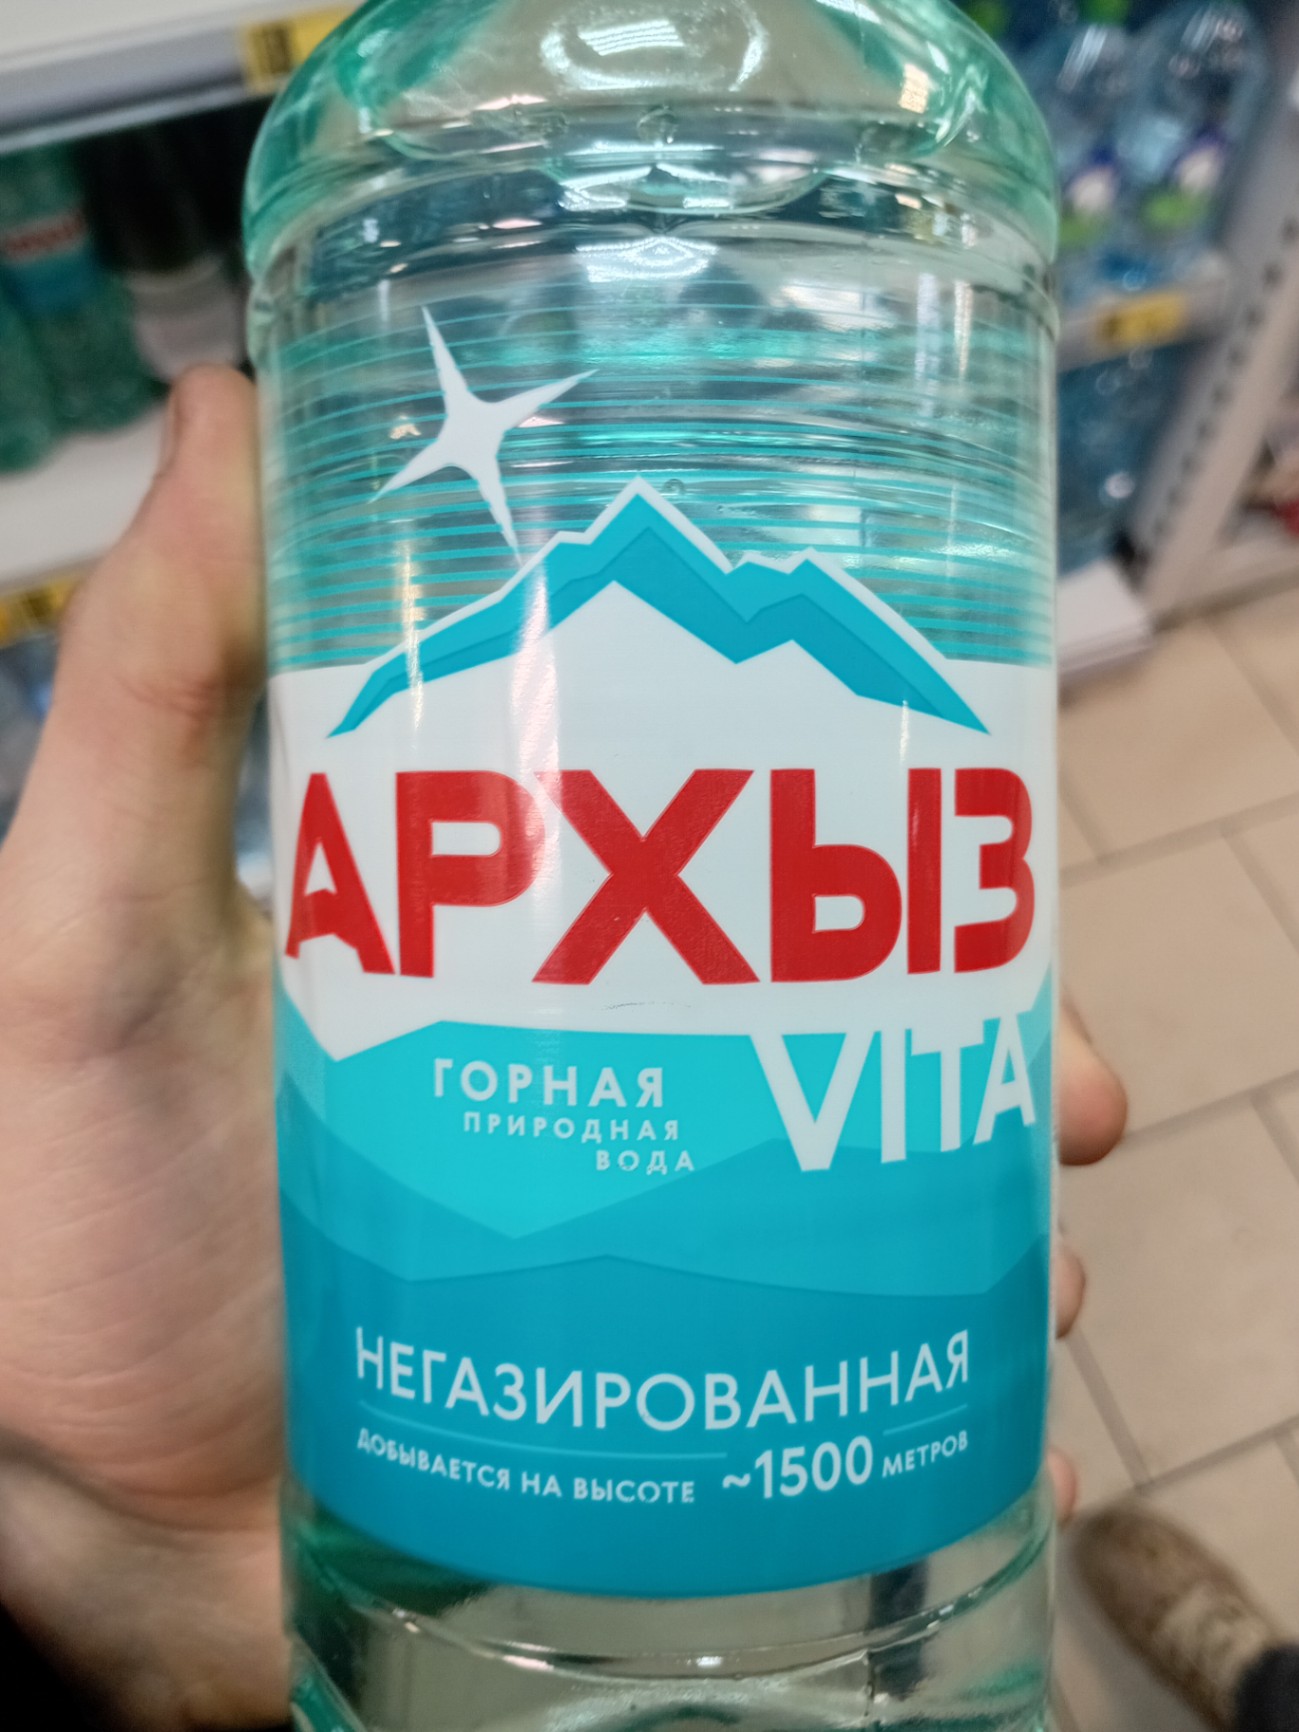 АРХЫЗ
VITA
ГОРНАЯ
ПРИРОДНАЯ
ВОДА
НЕГАЗИРОВАННАЯ
ДОБЫВАЕТСЯ НА ВЫСОТЕ ~1500 МЕТРОВ